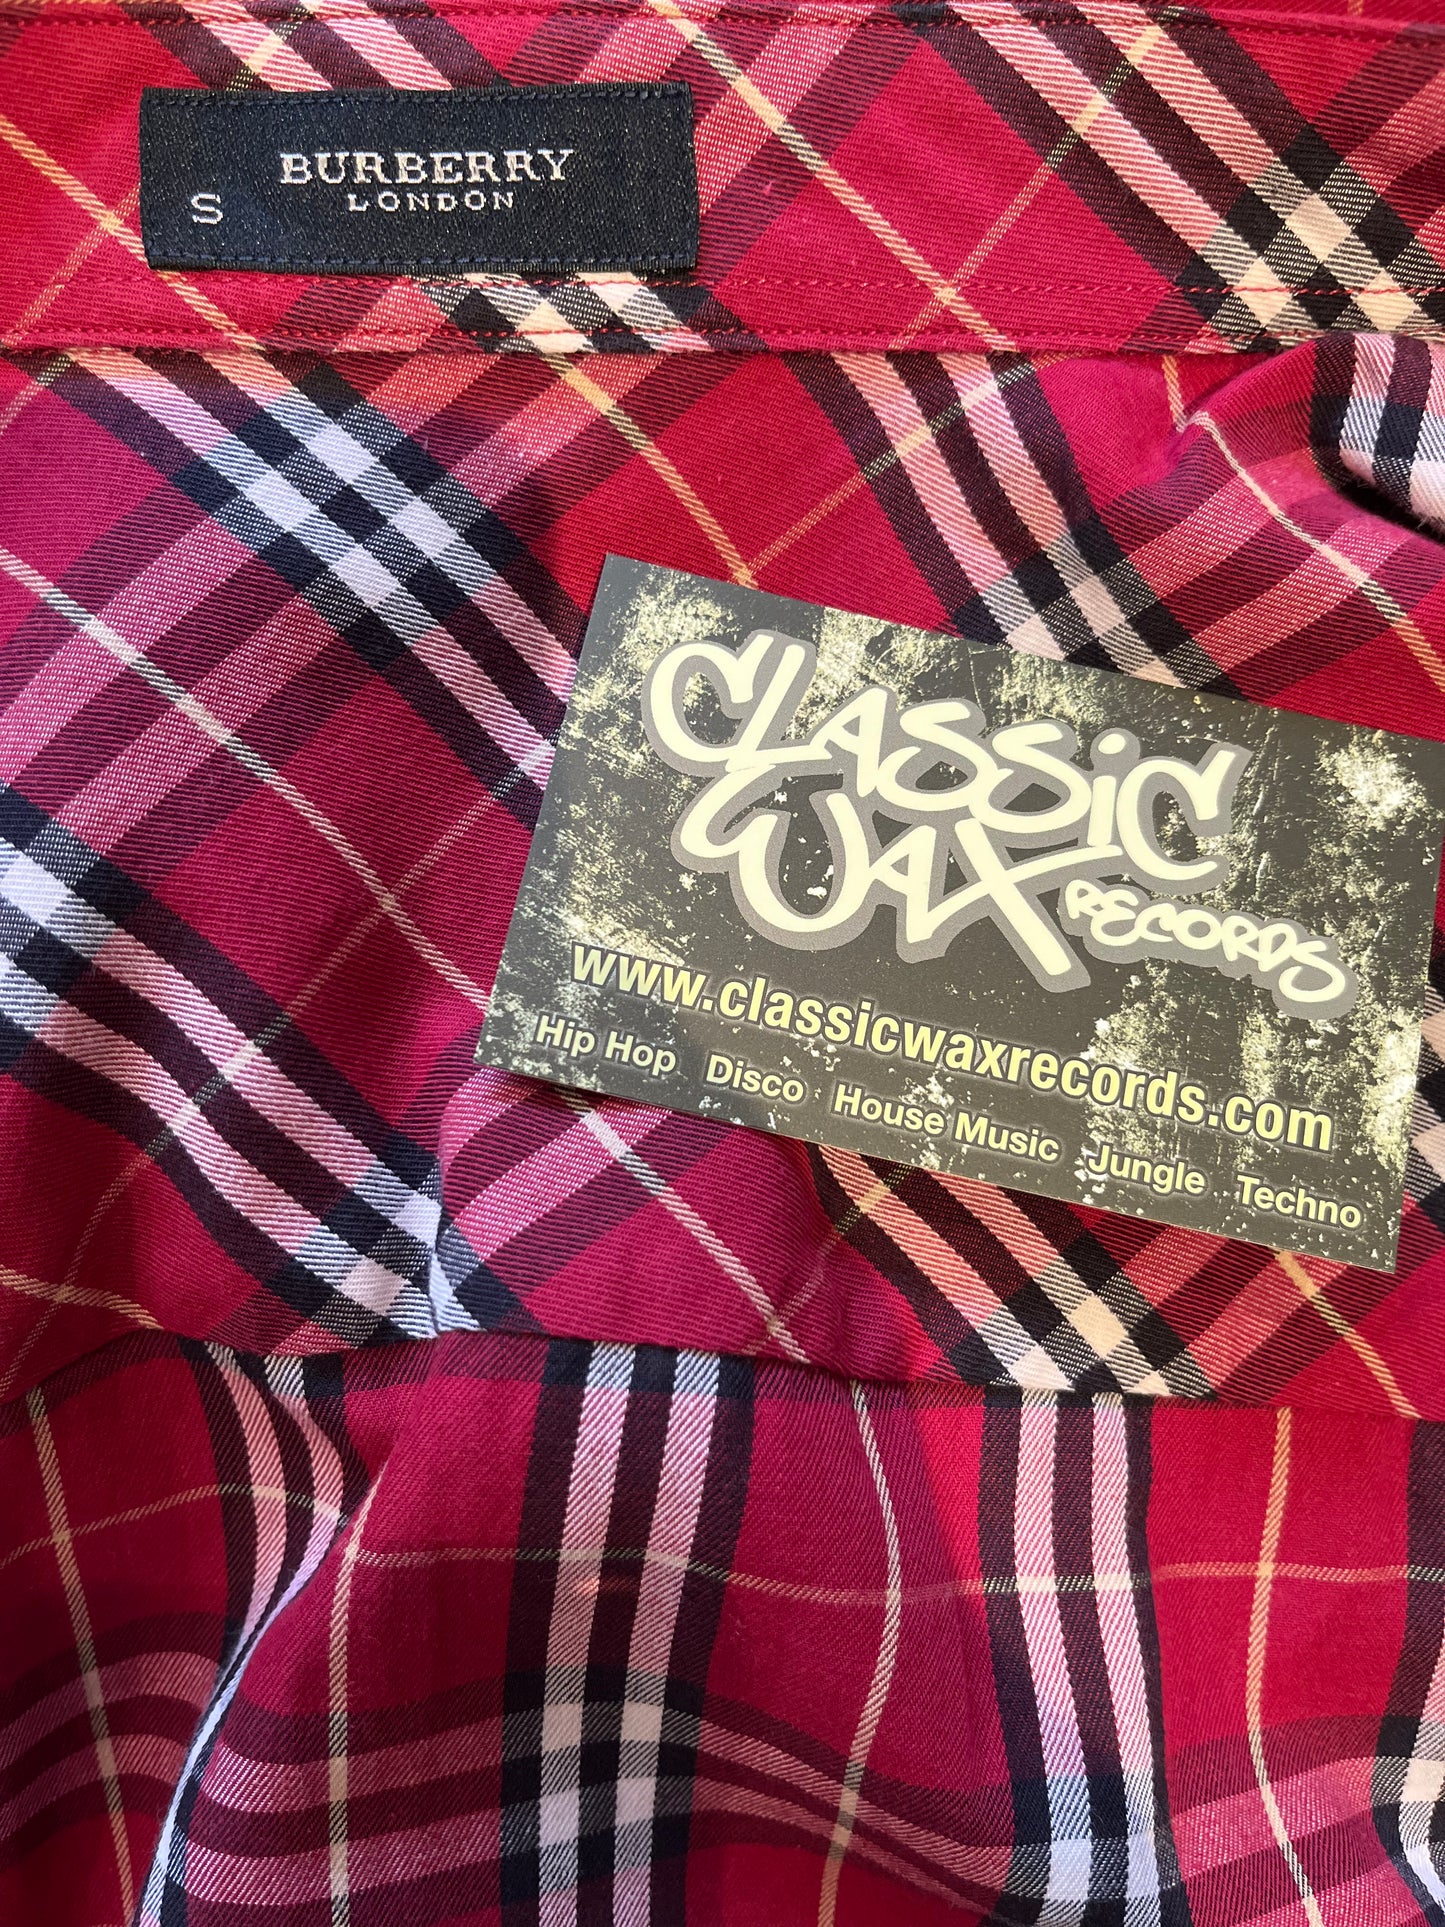 BURBERRY
LONDON
S
CLASSiC
WAX RECORDS
www.classicwaxrecords.com
Hip Hop Disco House Music Jungle Techno